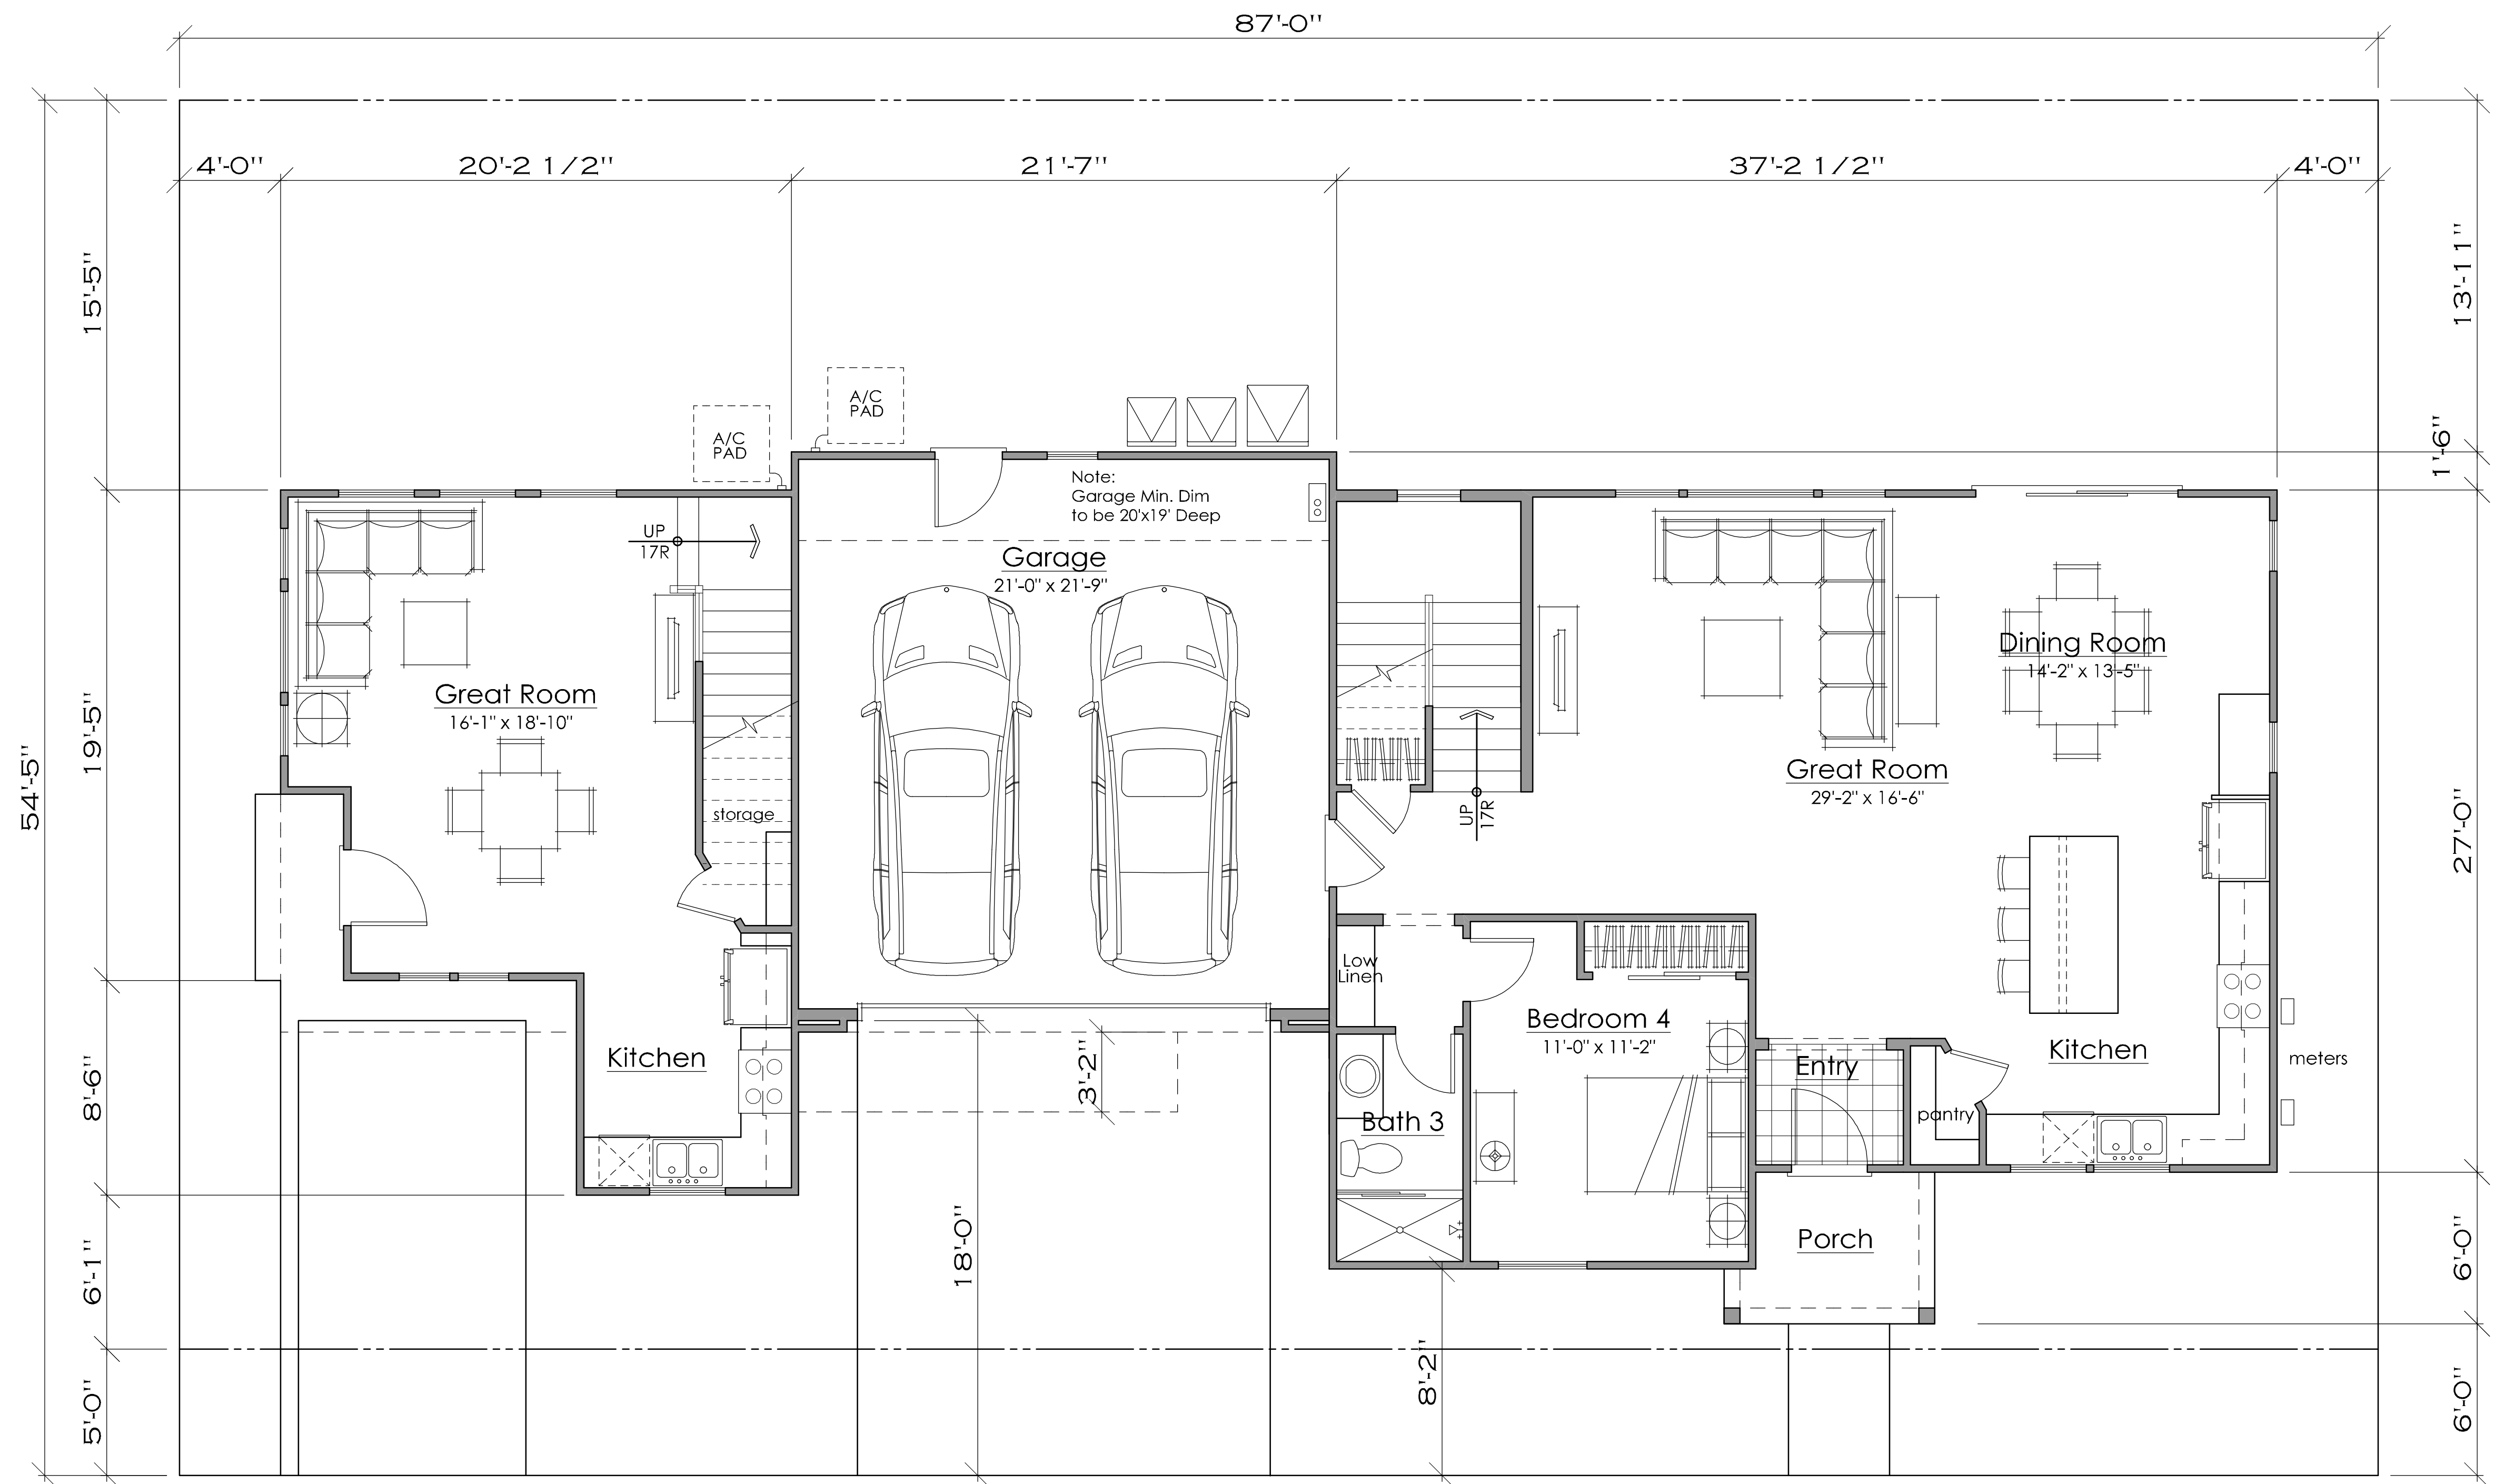 87'-0"
4'-0"
20'-2 1/2"
21'-7"
37'-2 1/2"
4'-0"
15'-5"
13'-11"
A/C
PAD
A/C
PAD
1'-6"
Note:
Garage Min. Dim
to be 20'x19' Deep
UP
17R
Garage
21'-0" x 21'-9"
Dining Room
14'-2" x 13'-5"
Great Room
16'-1" x 18'-10"
19'-5"
54'-5"
Great Room
29'-2" x 16'-6"
storage
UP
17R
27'-0"
Low
Linen
Bedroom 4
11'-0" x 11'-2"
Kitchen
Kitchen
Entry
meters
8'-6"
3'-2"
Bath 3
pantry
Porch
18'-0"
6'-1"
6'-0"
8'-2"
5'-0"
6'-0"